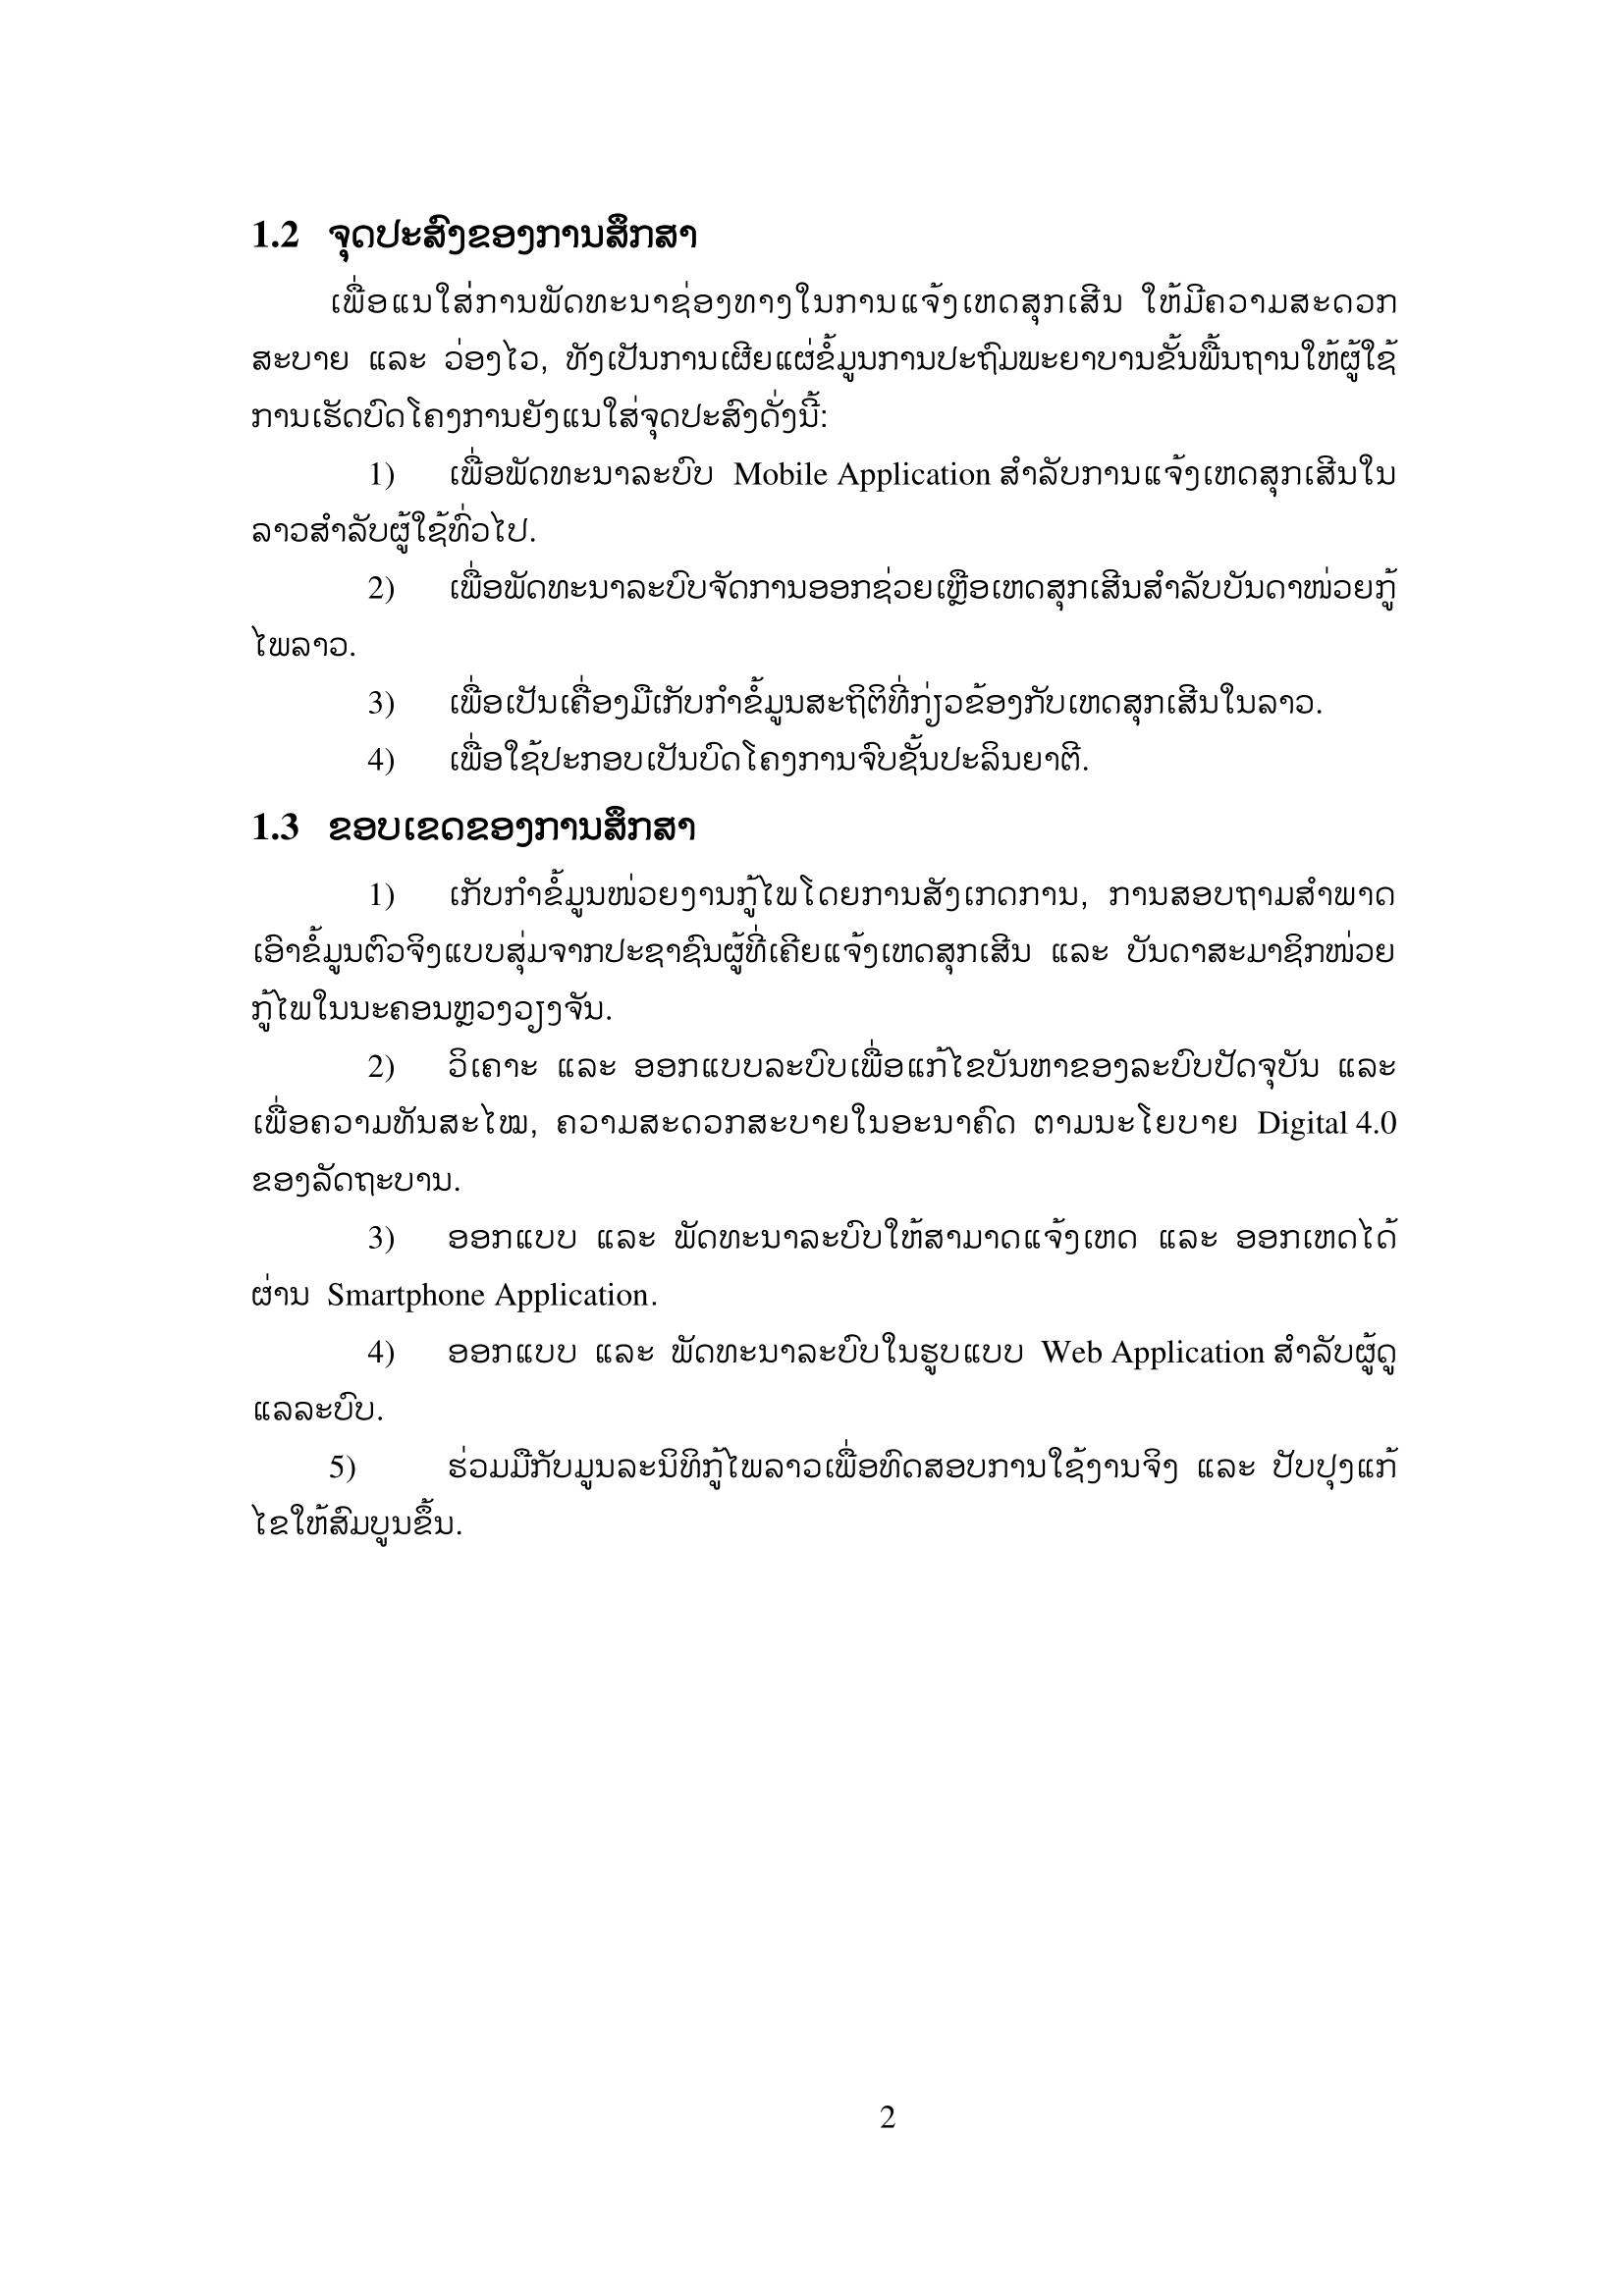 1.2 ຈຸດປະສົງຂອງການສຶກສາ
ເພື່ອແນໃສ່ການພັດທະນາຊ່ອງທາງໃນການແຈ້ງເຫດສຸກເສີນ ໃຫ້ມີຄວາມສະດວກ
ສະບາຍ ແລະ ວ່ອງໄວ, ທັງເປັນການເຜີຍແຜ່ຂໍ້ມູນການປະຖົມພະຍາບານຂັ້ນພື້ນຖານໃຫ້ຜູ້ໃຊ້
ການເຮັດບົດໂຄງການຍັງແນໃສ່ຈຸດປະສົງດັ່ງນີ້:
1) ເພື່ອພັດທະນາລະບົບ Mobile Application ສຳລັບການແຈ້ງເຫດສຸກເສີນໃນ
ລາວສຳລັບຜູ້ໃຊ້ທົ່ວໄປ.
2) ເພື່ອພັດທະນາລະບົບຈັດການອອກຊ່ວຍເຫຼືອເຫດສຸກເສີນສຳລັບບັນດາໜ່ວຍກູ້
ໄພລາວ.
3) ເພື່ອເປັນເຄື່ອງມືເກັບກຳຂໍ້ມູນສະຖິຕິທີ່ກ່ຽວຂ້ອງກັບເຫດສຸກເສີນໃນລາວ.
4) ເພື່ອໃຊ້ປະກອບເປັນບົດໂຄງການຈົບຊັ້ນປະລິນຍາຕີ.
1.3 ຂອບເຂດຂອງການສຶກສາ
1) ເກັບກຳຂໍ້ມູນໜ່ວຍງານກູ້ໄພໂດຍການສັງເກດການ, ການສອບຖາມສຳພາດ
ເອົາຂໍ້ມູນຕົວຈິງແບບສຸ່ມຈາກປະຊາຊົນຜູ້ທີ່ເຄີຍແຈ້ງເຫດສຸກເສີນ ແລະ ບັນດາສະມາຊິກໜ່ວຍ
ກູ້ໄພໃນນະຄອນຫຼວງວຽງຈັນ.
2) ວິເຄາະ ແລະ ອອກແບບລະບົບເພື່ອແກ້ໄຂບັນຫາຂອງລະບົບປັດຈຸບັນ ແລະ
ເພື່ອຄວາມທັນສະໄໝ, ຄວາມສະດວກສະບາຍໃນອະນາຄົດ ຕາມນະໂຍບາຍ Digital 4.0
ຂອງລັດຖະບານ.
3) ອອກແບບ ແລະ ພັດທະນາລະບົບໃຫ້ສາມາດແຈ້ງເຫດ ແລະ ອອກເຫດໄດ້
ຜ່ານ Smartphone Application.
4) ອອກແບບ ແລະ ພັດທະນາລະບົບໃນຮູບແບບ Web Application ສຳລັບຜູ້ດູ
ແລລະບົບ.
5) ຮ່ວມມືກັບມູນລະນິທິກູ້ໄພລາວເພື່ອທົດສອບການໃຊ້ງານຈິງ ແລະ ປັບປຸງແກ້
ໄຂໃຫ້ສົມບູນຂຶ້ນ.
2